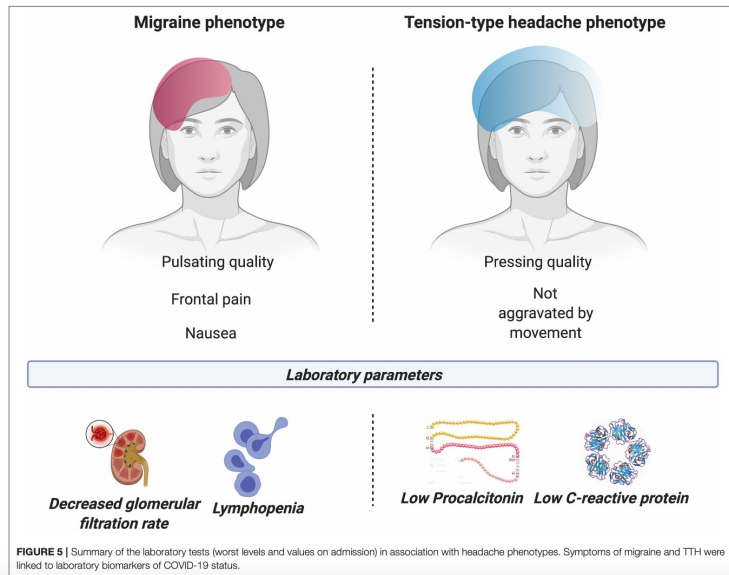 Migraine phenotype
Tension-type headache phenotype
Pulsating quality
Frontal pain
Nausea
Pressing quality
Not
aggravated by
movement
Laboratory parameters
Decreased glomerular
filtration rate
Lymphopenia
Low Procalcitonin
Low C-reactive protein
FIGURE 5 | Summary of the laboratory tests (worst levels and values on admission) in association with headache phenotypes. Symptoms of migraine and TTH were
linked to laboratory biomarkers of COVID-19 status.